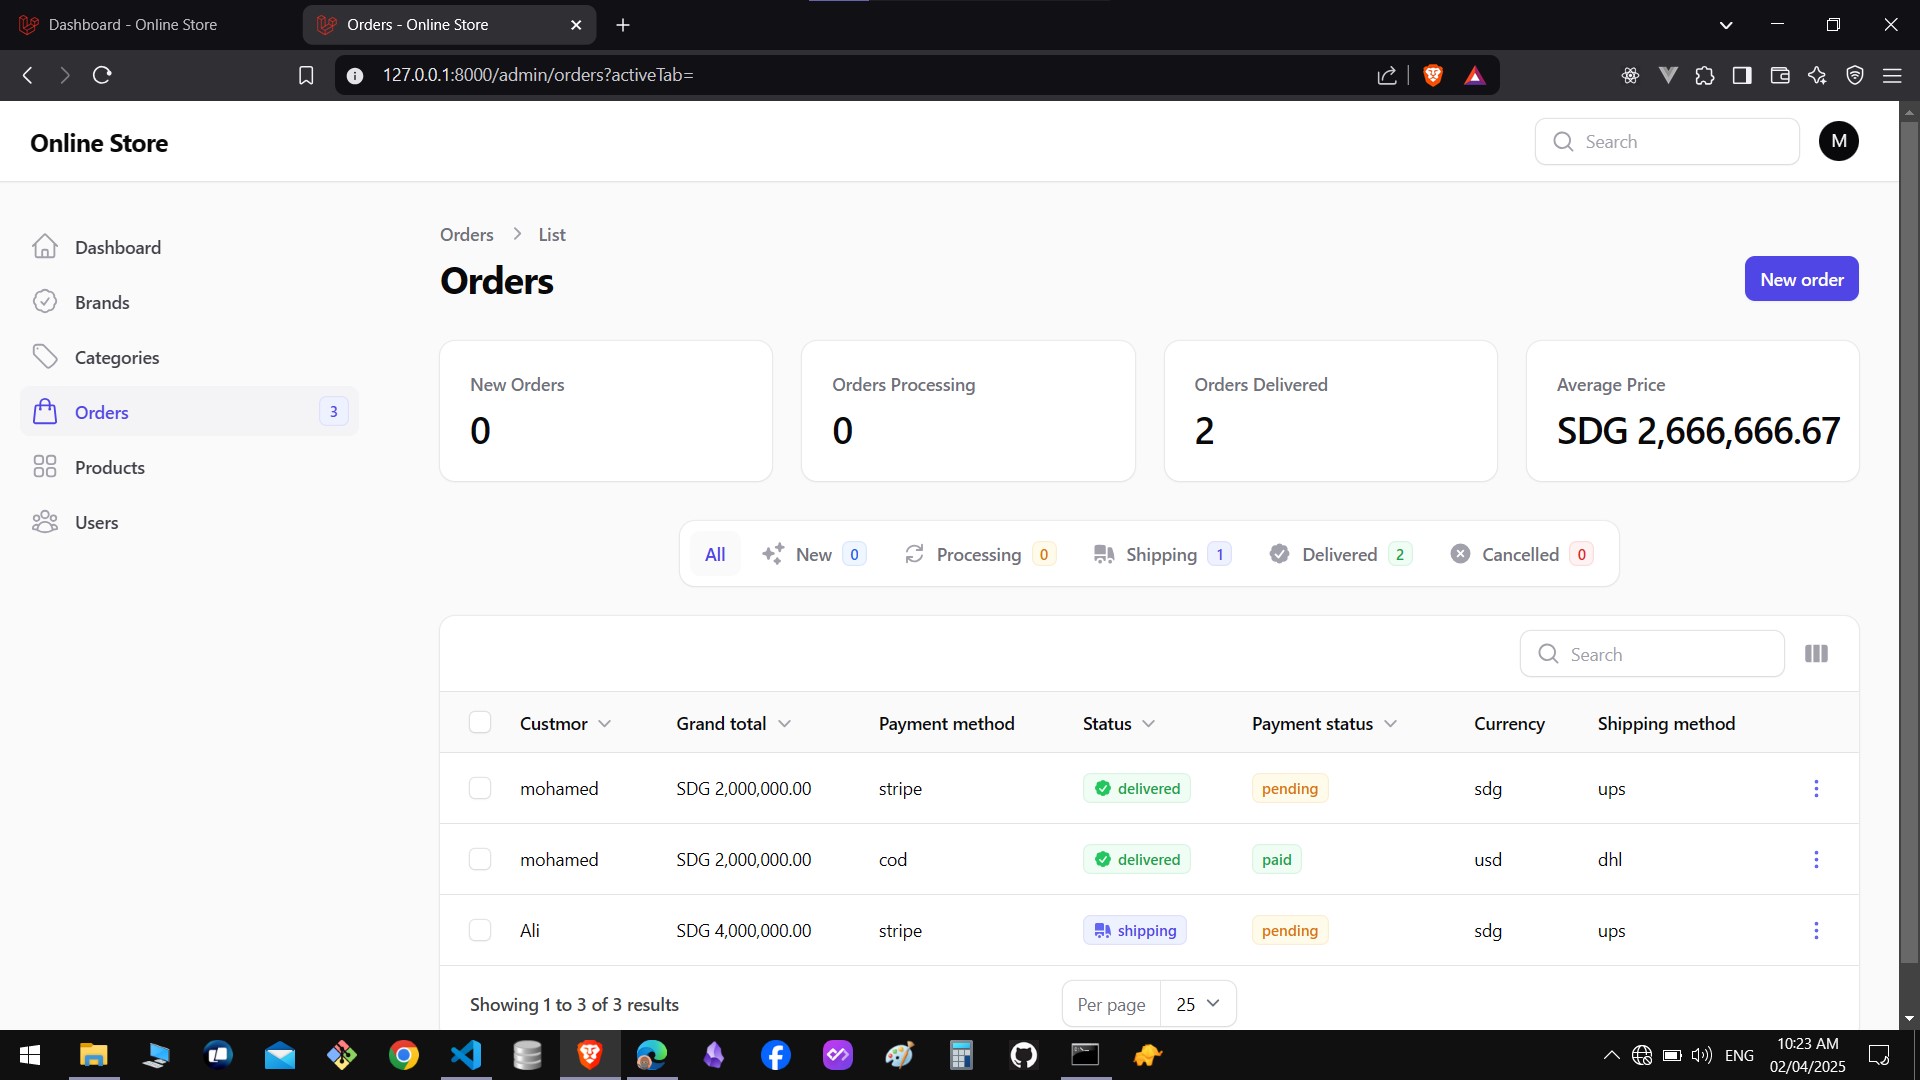 Dashboard - Online Store
Orders - Online Store
127.0.0.1:8000/admin/orders?activeTab=
Online Store
Search
M
Dashboard
Brands
Categories
Orders 3
Products
Users
Orders List
Orders
New order
New Orders
0
Orders Processing
0
Orders Delivered
2
Average Price
SDG 2,666,666.67
All New 0 Processing 0 Shipping 1 Delivered 2 Cancelled 0
Search
Custmor Grand total Payment method Status Payment status Currency Shipping method
mohamed SDG 2,000,000.00 stripe delivered pending sdg ups
mohamed SDG 2,000,000.00 cod delivered paid usd dhl
Ali SDG 4,000,000.00 stripe shipping pending sdg ups
Showing 1 to 3 of 3 results
Per page 25
ENG
10:23 AM
02/04/2025